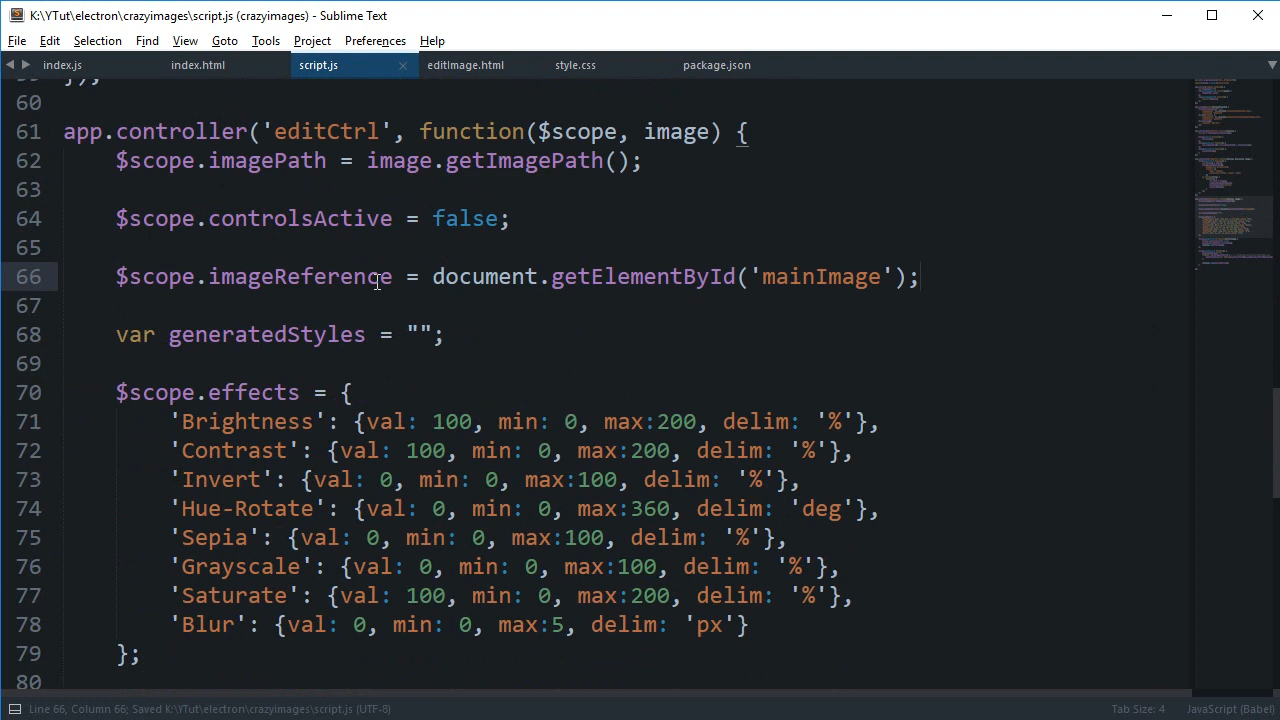 K:\YTut\electron\crazyimages\script.js (crazyimages) - Sublime Text
File Edit Selection Find View Goto Tools Project Preferences Help
index.js index.html script.js editImage.html style.css package.json
59 });
60
61 app.controller('editCtrl', function($scope, image) {
62 $scope.imagePath = image.getImagePath();
63
64 $scope.controlsActive = false;
65
66 $scope.imageReference = document.getElementById('mainImage');
67
68 var generatedStyles = "";
69
70 $scope.effects = {
71 'Brightness': {val: 100, min: 0, max:200, delim: '%'},
72 'Contrast': {val: 100, min: 0, max:200, delim: '%'},
73 'Invert': {val: 0, min: 0, max:100, delim: '%'},
74 'Hue-Rotate': {val: 0, min: 0, max:360, delim: 'deg'},
75 'Sepia': {val: 0, min: 0, max:100, delim: '%'},
76 'Grayscale': {val: 0, min: 0, max:100, delim: '%'},
77 'Saturate': {val: 100, min: 0, max:200, delim: '%'},
78 'Blur': {val: 0, min: 0, max:5, delim: 'px'}
79 };
80
Line 66, Column 66; Saved K:\YTut\electron\crazyimages\script.js (UTF-8) Tab Size: 4 JavaScript (Babel)